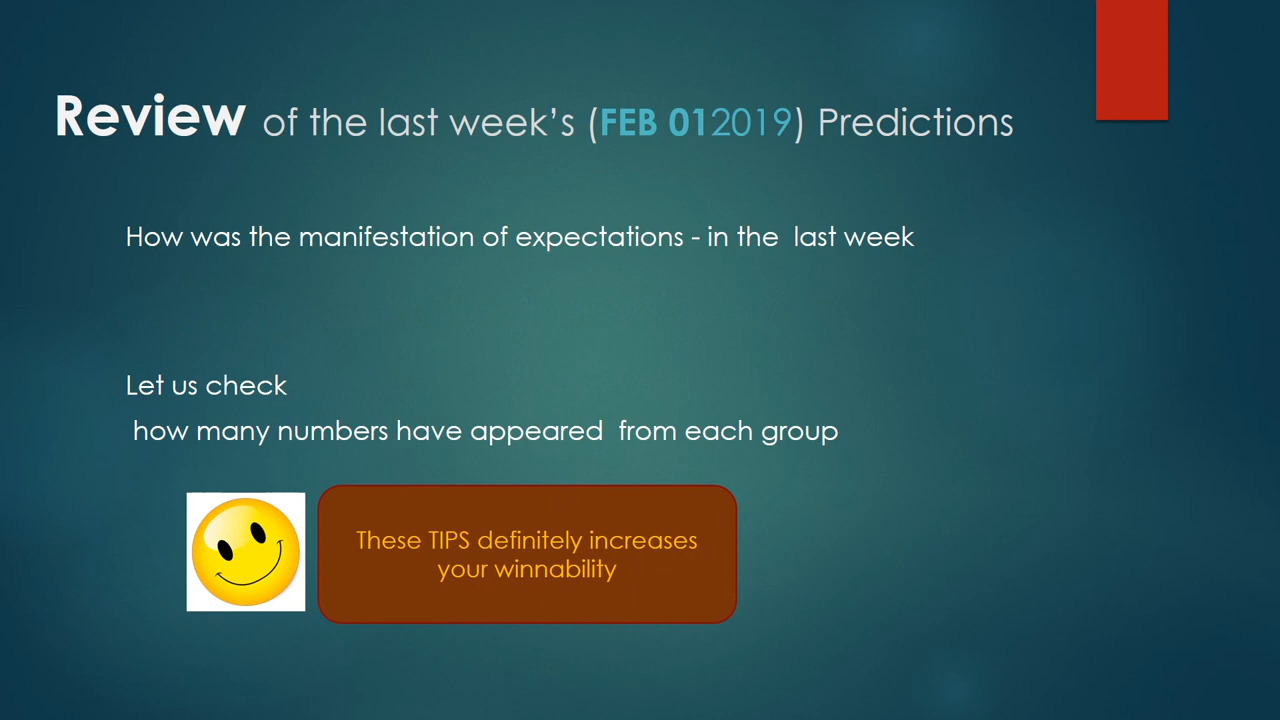 Review of the last week's (FEB 012019) Predictions
How was the manifestation of expectations - in the last week
Let us check
how many numbers have appeared from each group
These TIPS definitely increases
your winnability